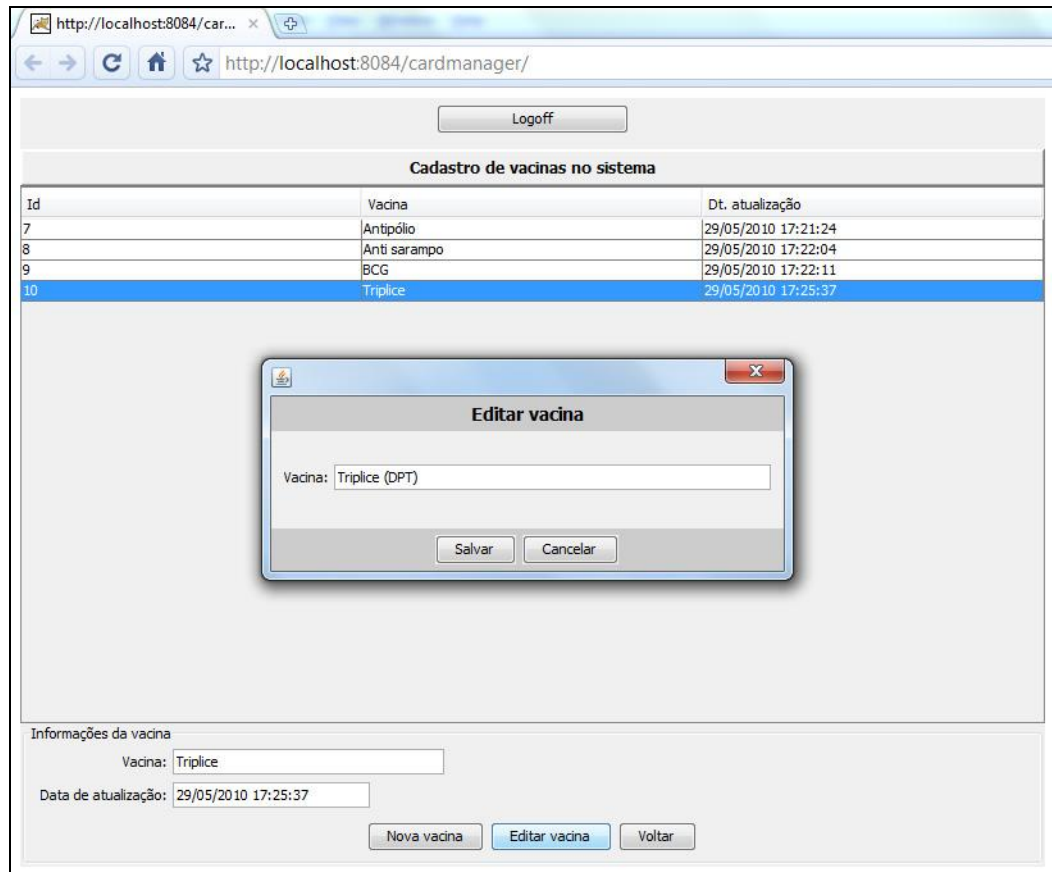 http://localhost:8084/car...
http://localhost:8084/cardmanager/
Logoff
Cadastro de vacinas no sistema
Id Vacina Dt. atualização
7 Antipólio 29/05/2010 17:21:24
8 Anti sarampo 29/05/2010 17:22:04
9 BCG 29/05/2010 17:22:11
10 Triplice 29/05/2010 17:25:37
Editar vacina
Vacina: Triplice (DPT)
Salvar Cancelar
Informações da vacina
Vacina: Triplice
Data de atualização: 29/05/2010 17:25:37
Nova vacina Editar vacina Voltar